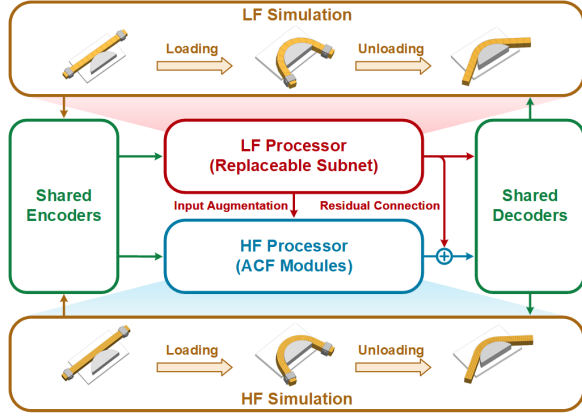 LF Simulation
Loading
Unloading
LF Processor
(Replaceable Subnet)
Shared
Encoders
Shared
Decoders
Input Augmentation
Residual Connection
HF Processor
(ACF Modules)
Loading
Unloading
HF Simulation